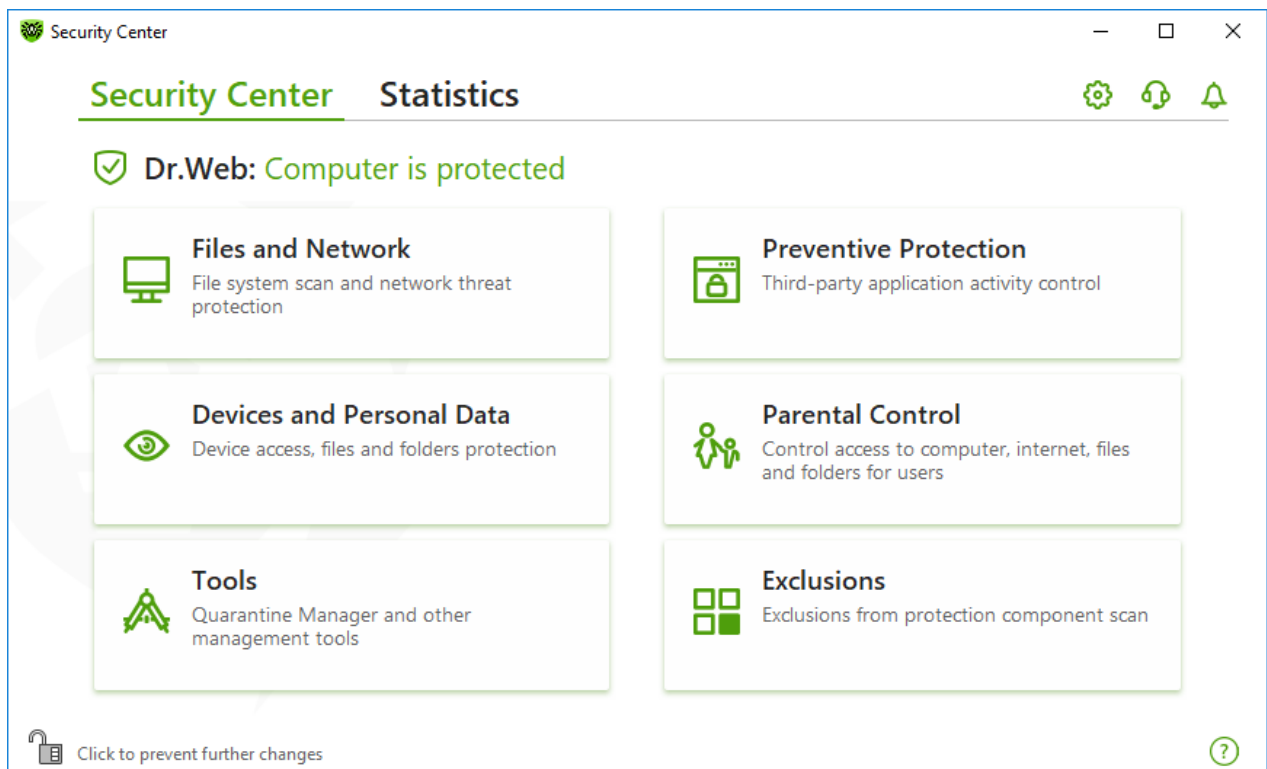 Security Center
Security Center
Statistics
Dr.Web: Computer is protected
Files and Network
File system scan and network threat
protection
Preventive Protection
Third-party application activity control
Devices and Personal Data
Device access, files and folders protection
Parental Control
Control access to computer, internet, files
and folders for users
Tools
Quarantine Manager and other
management tools
Exclusions
Exclusions from protection component scan
Click to prevent further changes
?